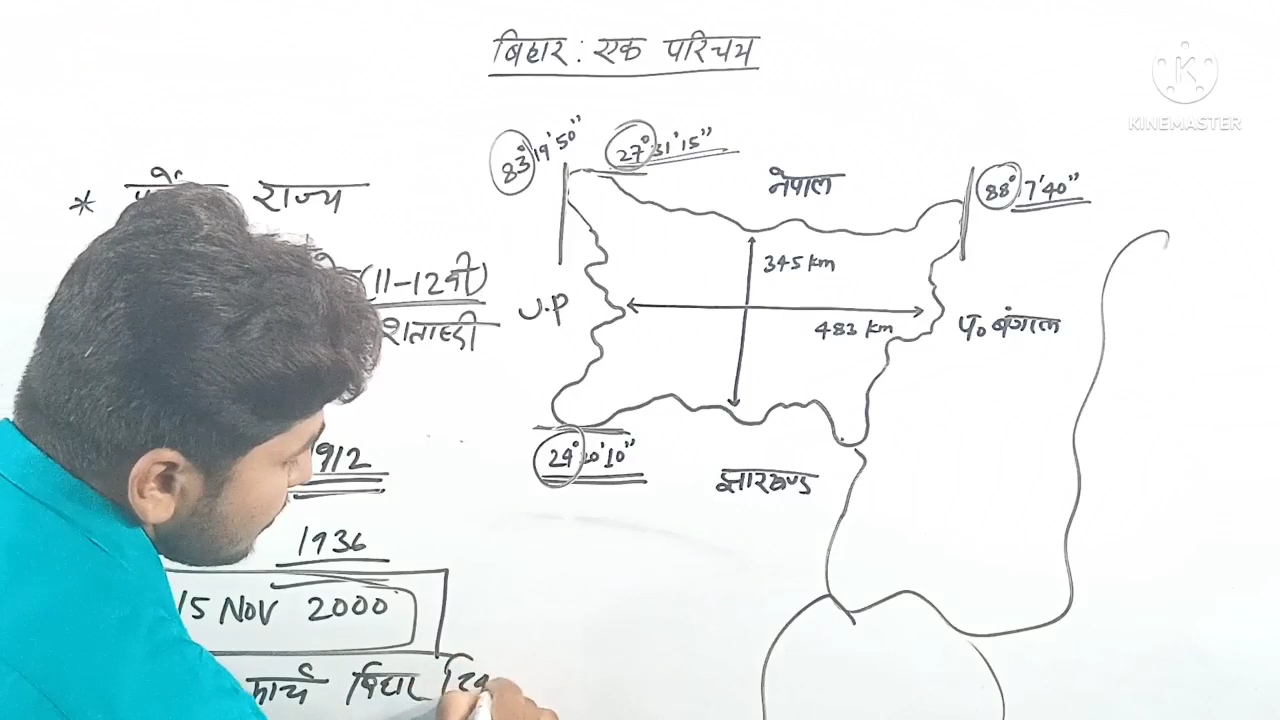 बिहार : एक परिचय
KINEMASTER
83°19'50"
27°31'15"
88°7'40"
नेपाल
* राज्य
345 km
(11-12वी)
शताब्दी
U.P
483 km
प० बंगाल
1912
24°20'10"
झारखण्ड
1936
15 Nov 2000
मार्च बिहार